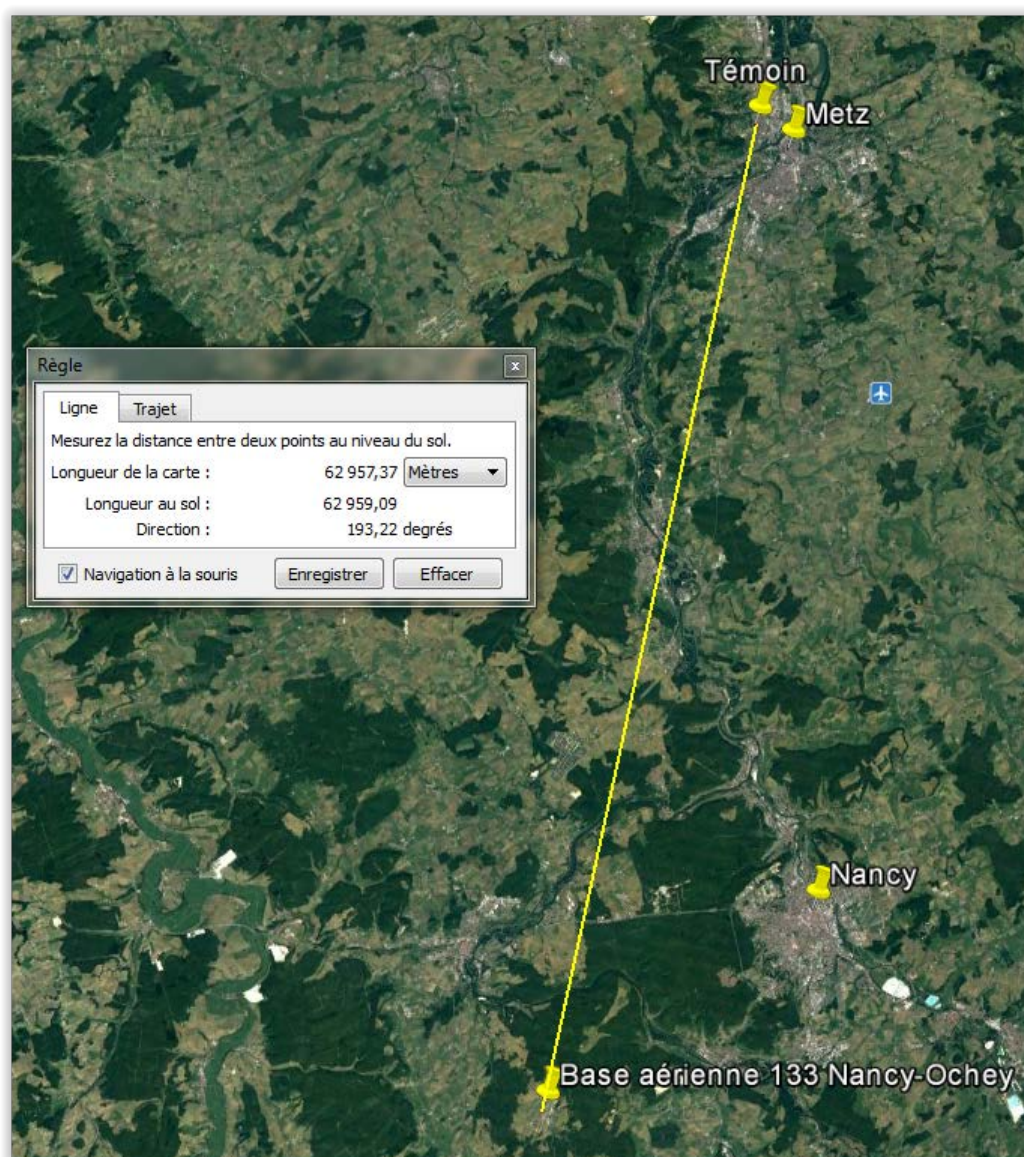 Témoin
Metz
Règle
x
Ligne
Trajet
Mesurez la distance entre deux points au niveau du sol.
Longueur de la carte : 62 957,37 Mètres
Longueur au sol : 62 959,09
Direction : 193,22 degrés
Navigation à la souris Enregistrer Effacer
Nancy
Base aérienne 133 Nancy-Ochey